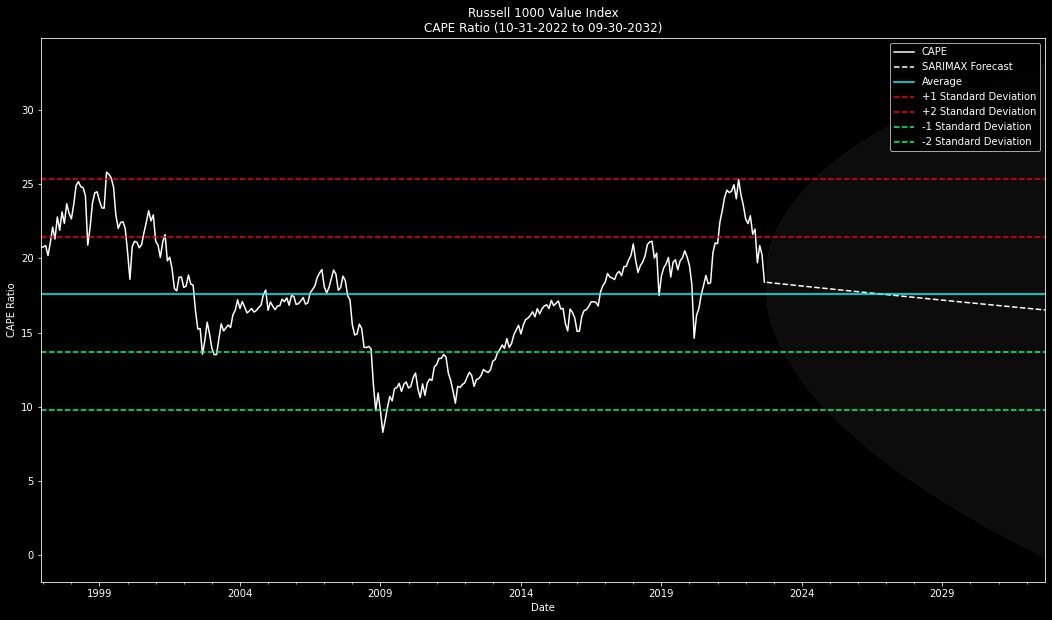 Russell 1000 Value Index
CAPE Ratio (10-31-2022 to 09-30-2032)
CAPE
SARIMAX Forecast
Average
+1 Standard Deviation
+2 Standard Deviation
-1 Standard Deviation
-2 Standard Deviation
30
25
20
15
10
5
0
CAPE Ratio
1999
2004
2009
2014
2019
2024
2029
Date